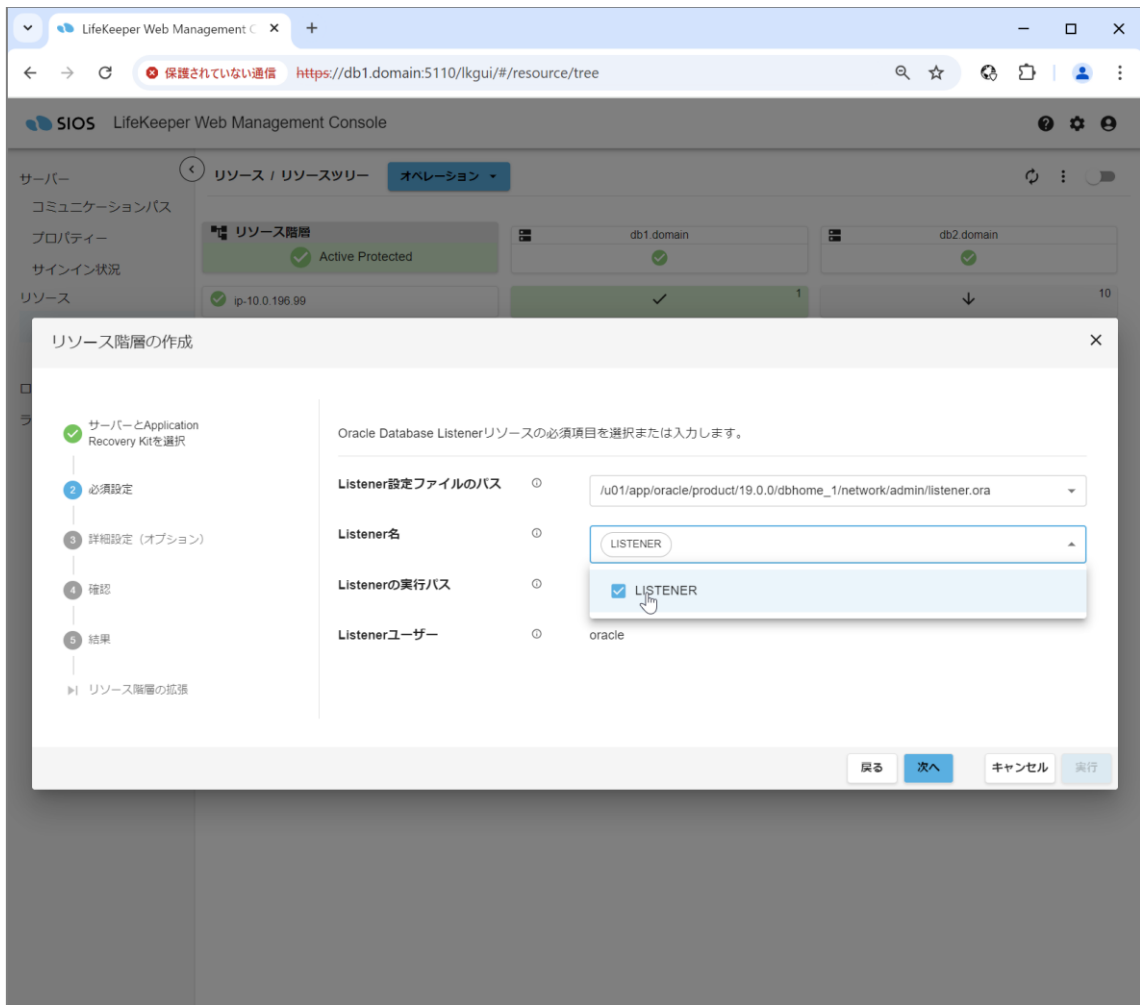 LifeKeeper Web Management C
保護されていない通信 https://db1.domain:5110/lkgui/#/resource/tree
SIOS LifeKeeper Web Management Console
サーバー
コミュニケーションパス
プロパティー
サインイン状況
リソース
リソース / リソースツリー オペレーション
リソース階層 db1.domain db2.domain
Active Protected
ip-10.0.196.99 1 10
リソース階層の作成
サーバーとApplication
Recovery Kitを選択
2 必須設定
3 詳細設定（オプション）
4 確認
5 結果
リソース階層の拡張
Oracle Database Listenerリソースの必須項目を選択または入力します。
Listener設定ファイルのパス /u01/app/oracle/product/19.0.0/dbhome_1/network/admin/listener.ora
Listener名 LISTENER
Listenerの実行パス LISTENER
Listenerユーザー oracle
戻る 次へ キャンセル 実行